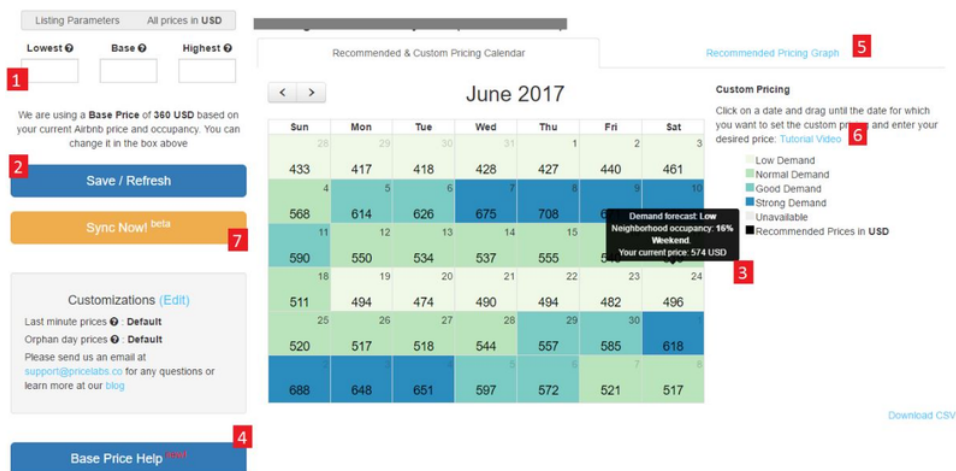 Listing Parameters All prices in USD
Lowest Base Highest
1
We are using a Base Price of 360 USD based on
your current Airbnb price and occupancy. You can
change it in the box above
2
Save / Refresh
Sync Now! beta
7
Customizations (Edit)
Last minute prices : Default
Orphan day prices : Default
Please send us an email at
support@pricelabs.co for any questions or
learn more at our blog
4
Base Price Help
Recommended & Custom Pricing Calendar
Recommended Pricing Graph
5
< >
June 2017
Sun Mon Tue Wed Thu Fri Sat
28 29 30 31 1 2 3
433 417 418 428 427 440 461
4 5 6 7 8 9 10
568 614 626 675 708
11 12 13 14 15
590 550 534 537 555
Demand forecast: Low
Neighborhood occupancy: 16%
Weekend.
Your current price: 574 USD
3
18 19 20 21 22 23 24
511 494 474 490 494 482 496
25 26 27 28 29 30 1
520 517 518 544 557 585 618
2 3 4 5 6 7 8
688 648 651 597 572 521 517
Custom Pricing
Click on a date and drag until the date for which
you want to set the custom pricing and enter your
desired price: Tutorial Video
6
Low Demand
Normal Demand
Good Demand
Strong Demand
Unavailable
Recommended Prices in USD
Download CSV